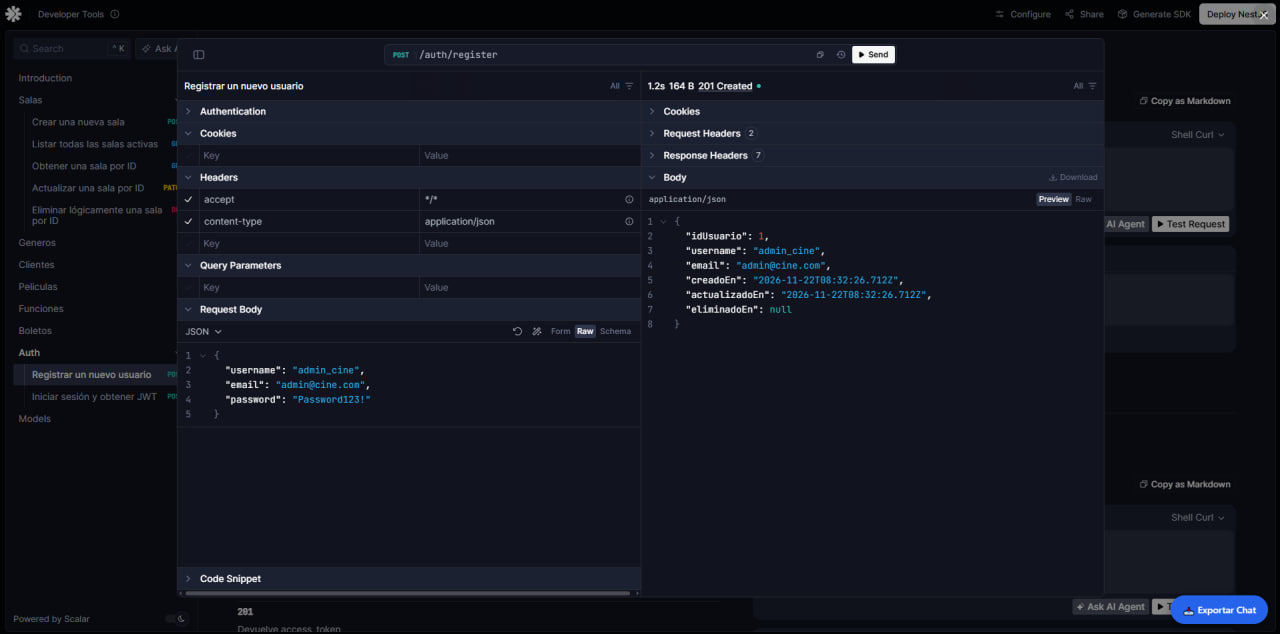 Developer Tools
Configure
Share
Generate SDK
Deploy Nest
Search
^ K
Ask
Introduction
Salas
Crear una nueva sala
Listar todas las salas activas
Obtener una sala por ID
Actualizar una sala por ID
Eliminar lógicamente una sala
por ID
Generos
Clientes
Peliculas
Funciones
Boletos
Auth
Registrar un nuevo usuario
Iniciar sesión y obtener JWT
Models
Powered by Scalar
POST /auth/register
Send
Registrar un nuevo usuario
All
Authentication
Cookies
Key Value
Headers
accept */*
content-type application/json
Key Value
Query Parameters
Key Value
Request Body
JSON
Form Raw Schema
1 {
2 "username": "admin_cine",
3 "email": "admin@cine.com",
4 "password": "Password123!"
5 }
Code Snippet
1.2s 164 B 201 Created
All
Cookies
Request Headers 2
Response Headers 7
Body
Download
application/json
Preview Raw
1 {
2 "idUsuario": 1,
3 "username": "admin_cine",
4 "email": "admin@cine.com",
5 "creadoEn": "2026-11-22T08:32:26.712Z",
6 "actualizadoEn": "2026-11-22T08:32:26.712Z",
7 "eliminadoEn": null
8 }
Copy as Markdown
Shell Curl
AI Agent
Test Request
Copy as Markdown
Shell Curl
Ask AI Agent
201
Devuelve access_token
Exportar Chat